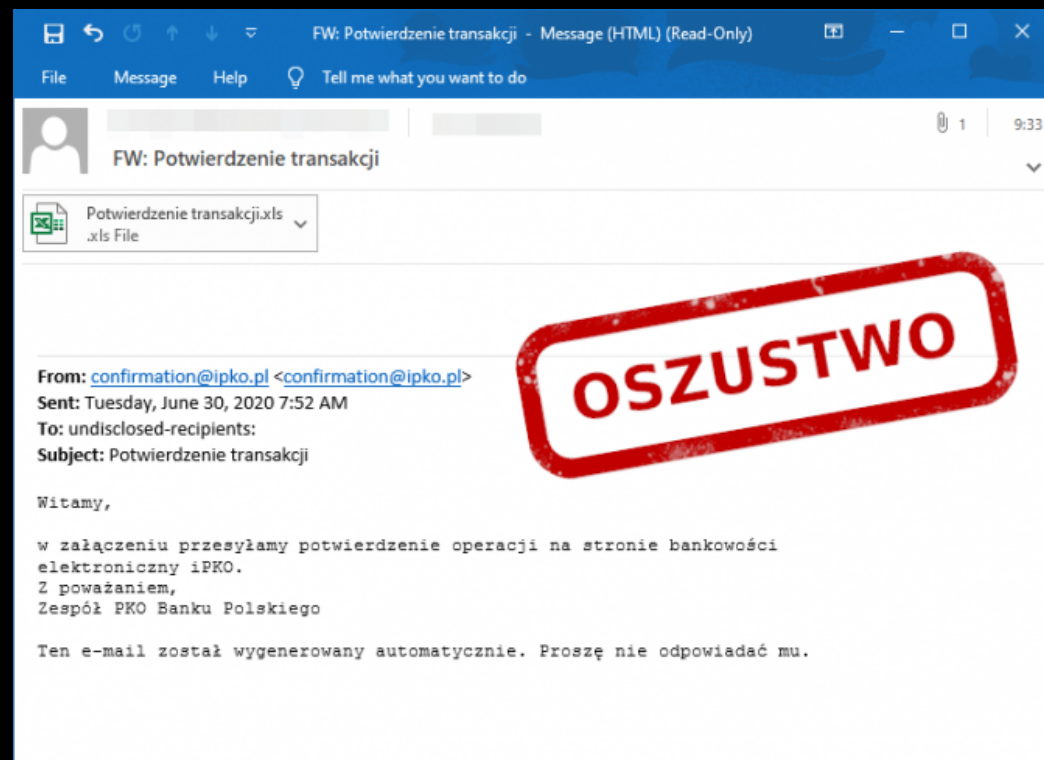 FW: Potwierdzenie transakcji - Message (HTML) (Read-Only)
File Message Help Tell me what you want to do
1 9:33
FW: Potwierdzenie transakcji
Potwierdzenie transakcji.xls
.xls File
OSZUSTWO
From: confirmation@ipko.pl <confirmation@ipko.pl>
Sent: Tuesday, June 30, 2020 7:52 AM
To: undisclosed-recipients:
Subject: Potwierdzenie transakcji
Witamy,
w załączeniu przesyłamy potwierdzenie operacji na stronie bankowości
elektroniczny iPKO.
Z poważaniem,
Zespół PKO Banku Polskiego
Ten e-mail został wygenerowany automatycznie. Proszę nie odpowiadać mu.